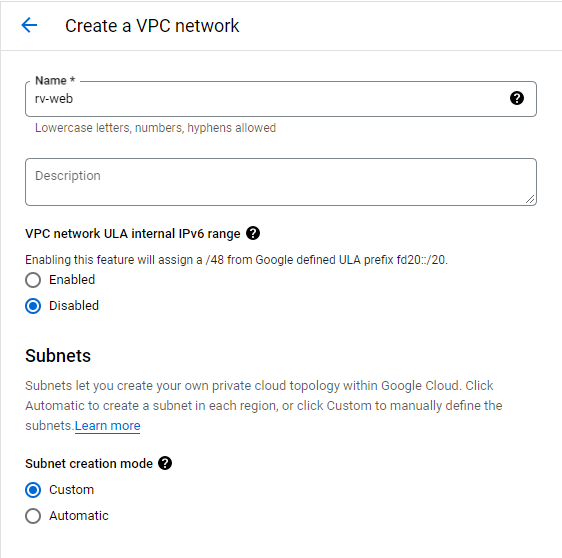 Create a VPC network
Name *
rv-web
Lowercase letters, numbers, hyphens allowed
Description
VPC network ULA internal IPv6 range
Enabling this feature will assign a /48 from Google defined ULA prefix fd20::/20.
Enabled
Disabled
Subnets
Subnets let you create your own private cloud topology within Google Cloud. Click
Automatic to create a subnet in each region, or click Custom to manually define the
subnets.Learn more
Subnet creation mode
Custom
Automatic